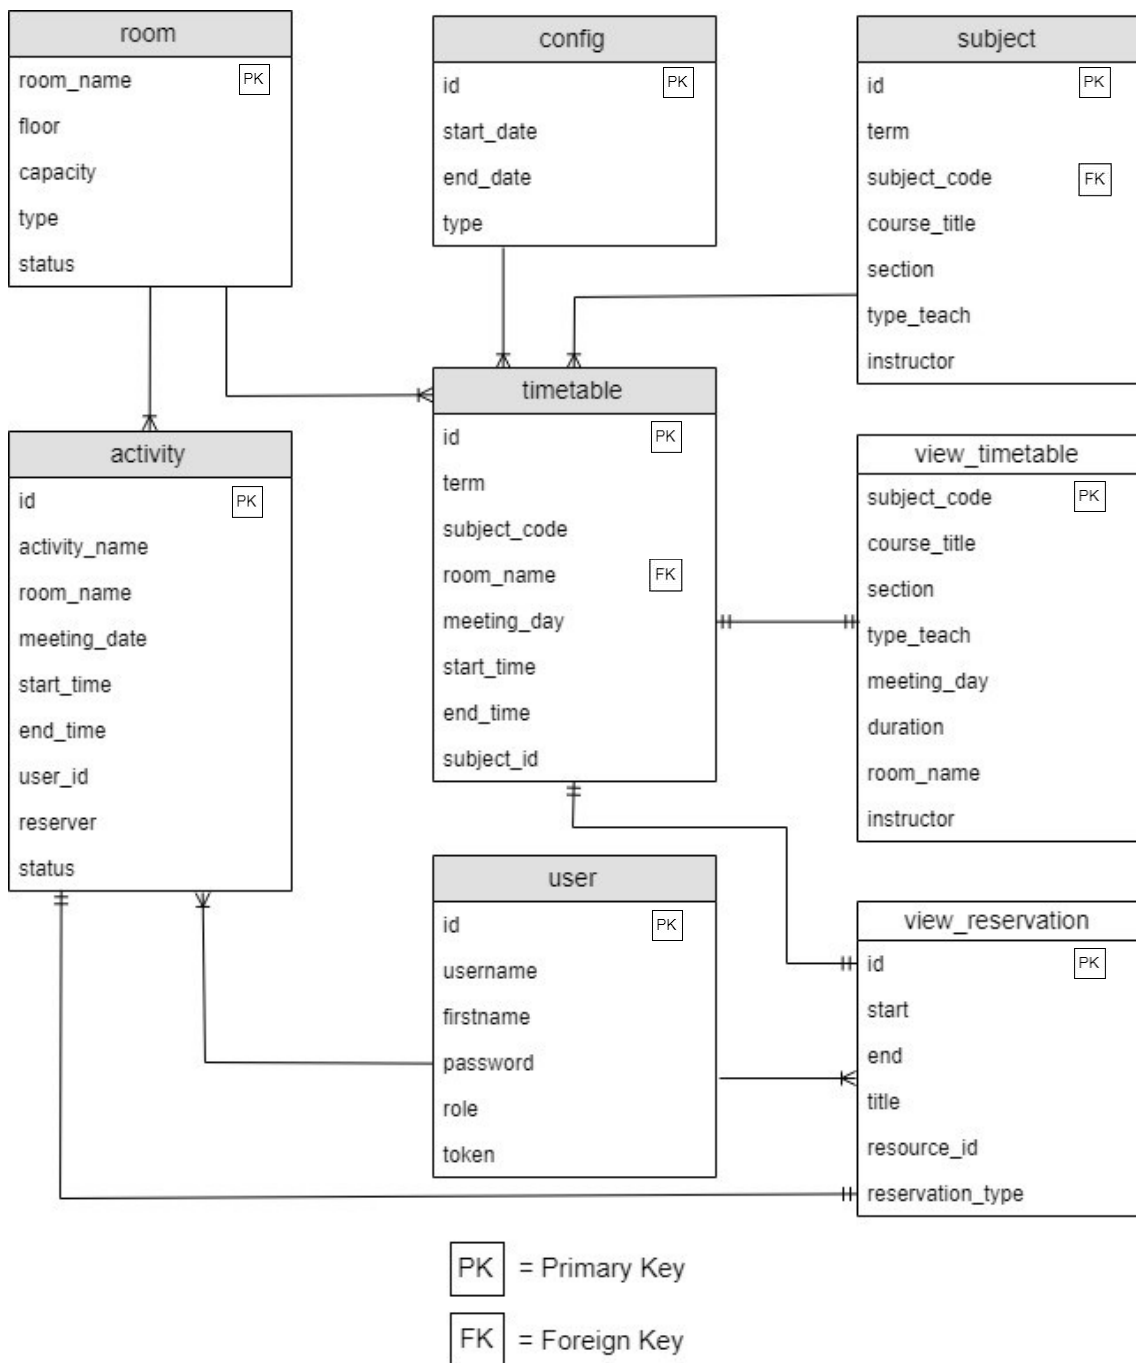 room
room_name PK
floor
capacity
type
status
config
id PK
start_date
end_date
type
subject
id PK
term
subject_code FK
course_title
section
type_teach
instructor
activity
id PK
activity_name
room_name
meeting_date
start_time
end_time
user_id
reserver
status
timetable
id PK
term
subject_code
room_name FK
meeting_day
start_time
end_time
subject_id
view_timetable
subject_code PK
course_title
section
type_teach
meeting_day
duration
room_name
instructor
user
id PK
username
firstname
password
role
token
view_reservation
id PK
start
end
title
resource_id
reservation_type
PK = Primary Key
FK = Foreign Key